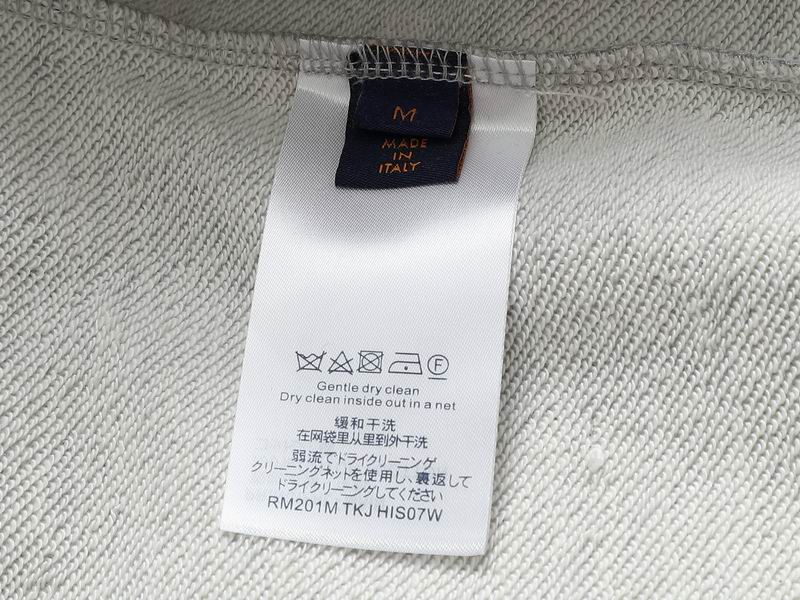 M
MADE
IN
ITALY
F
Gentle dry clean
Dry clean inside out in a net
缓和干洗
在网袋里从里到外干洗
弱流でドライクリーニング
クリーニングネットを使用し、裏返して
ドライクリーニングしてください
RM201M TKJ HIS07W